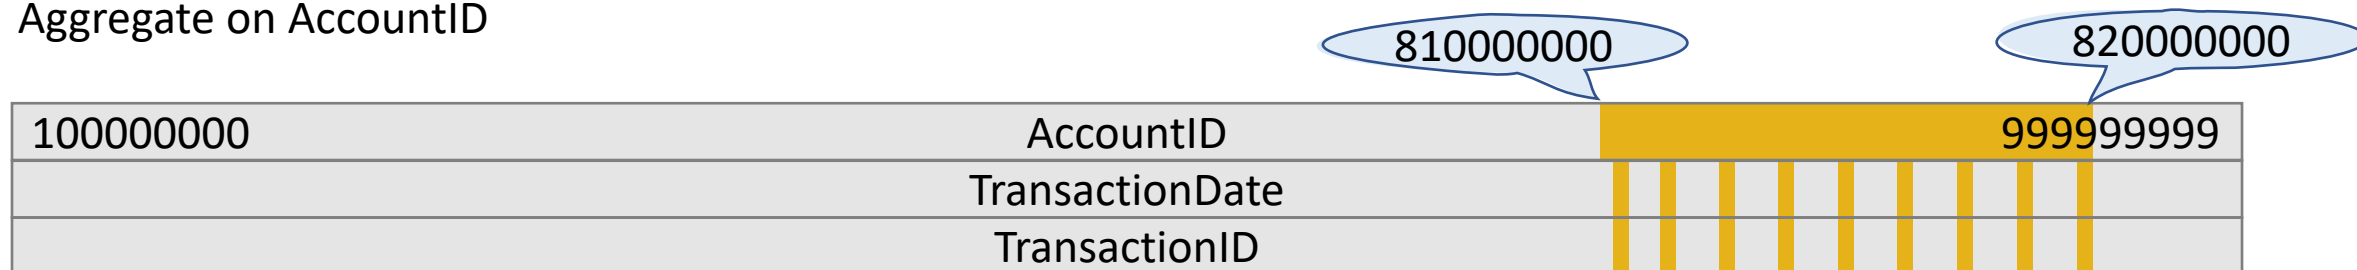 Aggregate on AccountID
810000000
820000000
100000000 AccountID 999999999
TransactionDate
TransactionID